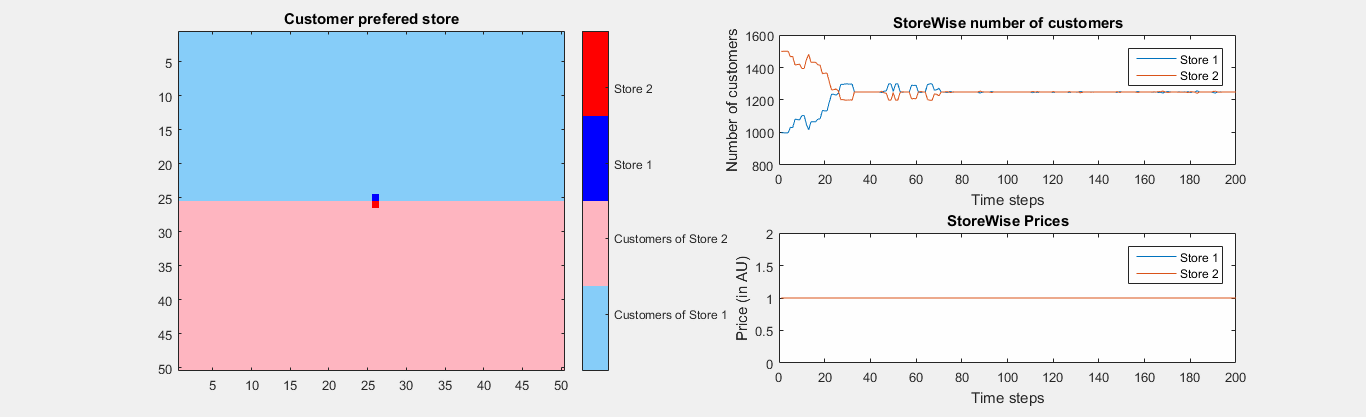 Customer prefered store
5
10
15
20
25
30
35
40
45
50
5 10 15 20 25 30 35 40 45 50
Store 2
Store 1
Customers of Store 2
Customers of Store 1
StoreWise number of customers
Number of customers
1600
1400
1200
1000
800
Store 1
Store 2
0 20 40 60 80 100 120 140 160 180 200
Time steps
StoreWise Prices
Price (in AU)
2
1.5
1
0.5
0
Store 1
Store 2
0 20 40 60 80 100 120 140 160 180 200
Time steps